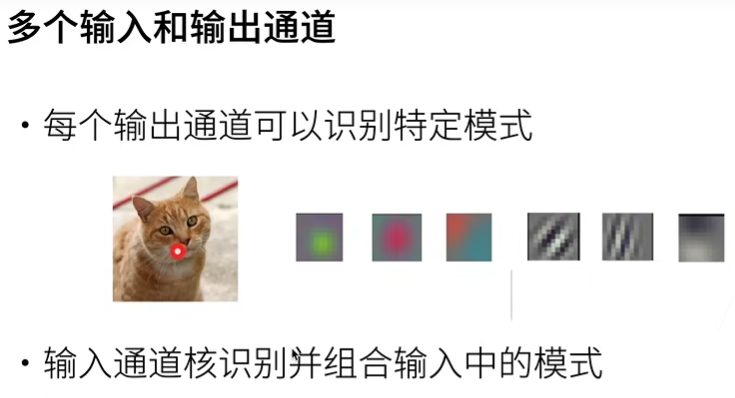 多个输入和输出通道
• 每个输出通道可以识别特定模式
• 输入通道核识别并组合输入中的模式